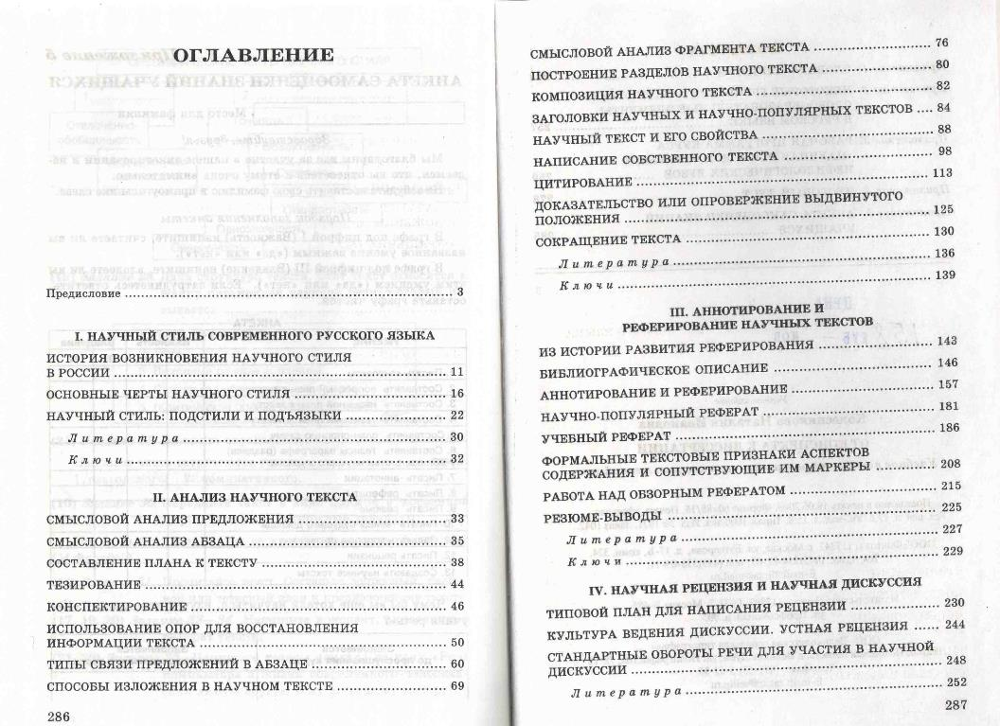 ОГЛАВЛЕНИЕ
Предисловие ........ 3
I. НАУЧНЫЙ СТИЛЬ СОВРЕМЕННОГО РУССКОГО ЯЗЫКА
ИСТОРИЯ ВОЗНИКНОВЕНИЯ НАУЧНОГО СТИЛЯ
В РОССИИ ........ 11
ОСНОВНЫЕ ЧЕРТЫ НАУЧНОГО СТИЛЯ ........ 16
НАУЧНЫЙ СТИЛЬ: ПОДСТИЛИ И ПОДЪЯЗЫКИ ........ 22
Литература ........ 30
Ключи ........ 32
II. АНАЛИЗ НАУЧНОГО ТЕКСТА
СМЫСЛОВОЙ АНАЛИЗ ПРЕДЛОЖЕНИЯ ........ 33
СМЫСЛОВОЙ АНАЛИЗ АБЗАЦА ........ 35
СОСТАВЛЕНИЕ ПЛАНА К ТЕКСТУ ........ 38
ТЕЗИРОВАНИЕ ........ 44
КОНСПЕКТИРОВАНИЕ ........ 46
ИСПОЛЬЗОВАНИЕ ОПОР ДЛЯ ВОССТАНОВЛЕНИЯ
ИНФОРМАЦИИ ТЕКСТА ........ 50
ТИПЫ СВЯЗИ ПРЕДЛОЖЕНИЙ В АБЗАЦЕ ........ 60
СПОСОБЫ ИЗЛОЖЕНИЯ В НАУЧНОМ ТЕКСТЕ ........ 69
286
СМЫСЛОВОЙ АНАЛИЗ ФРАГМЕНТА ТЕКСТА ........ 76
ПОСТРОЕНИЕ РАЗДЕЛОВ НАУЧНОГО ТЕКСТА ........ 80
КОМПОЗИЦИЯ НАУЧНОГО ТЕКСТА ........ 82
ЗАГОЛОВКИ НАУЧНЫХ И НАУЧНО-ПОПУЛЯРНЫХ ТЕКСТОВ .... 84
НАУЧНЫЙ ТЕКСТ И ЕГО СВОЙСТВА ........ 88
НАПИСАНИЕ СОБСТВЕННОГО ТЕКСТА ........ 98
ЦИТИРОВАНИЕ ........ 113
ДОКАЗАТЕЛЬСТВО ИЛИ ОПРОВЕРЖЕНИЕ ВЫДВИНУТОГО
ПОЛОЖЕНИЯ ........ 125
СОКРАЩЕНИЕ ТЕКСТА ........ 130
Литература ........ 136
Ключи ........ 139
III. АННОТИРОВАНИЕ И
РЕФЕРИРОВАНИЕ НАУЧНЫХ ТЕКСТОВ
ИЗ ИСТОРИИ РАЗВИТИЯ РЕФЕРИРОВАНИЯ ........ 143
БИБЛИОГРАФИЧЕСКОЕ ОПИСАНИЕ ........ 146
АННОТИРОВАНИЕ И РЕФЕРИРОВАНИЕ ........ 157
НАУЧНО-ПОПУЛЯРНЫЙ РЕФЕРАТ ........ 181
УЧЕБНЫЙ РЕФЕРАТ ........ 186
ФОРМАЛЬНЫЕ ТЕКСТОВЫЕ ПРИЗНАКИ АСПЕКТОВ
СОДЕРЖАНИЯ И СОПУТСТВУЮЩИЕ ИМ МАРКЕРЫ ........ 208
РАБОТА НАД ОБЗОРНЫМ РЕФЕРАТОМ ........ 215
РЕЗЮМЕ-ВЫВОДЫ ........ 225
Литература ........ 227
Ключи ........ 229
IV. НАУЧНАЯ РЕЦЕНЗИЯ И НАУЧНАЯ ДИСКУССИЯ
ТИПОВОЙ ПЛАН ДЛЯ НАПИСАНИЯ РЕЦЕНЗИИ ........ 230
КУЛЬТУРА ВЕДЕНИЯ ДИСКУССИИ. УСТНАЯ РЕЦЕНЗИЯ ...... 244
СТАНДАРТНЫЕ ОБОРОТЫ РЕЧИ ДЛЯ УЧАСТИЯ В НАУЧНОЙ
ДИСКУССИИ ........ 248
Литература ........ 252
287